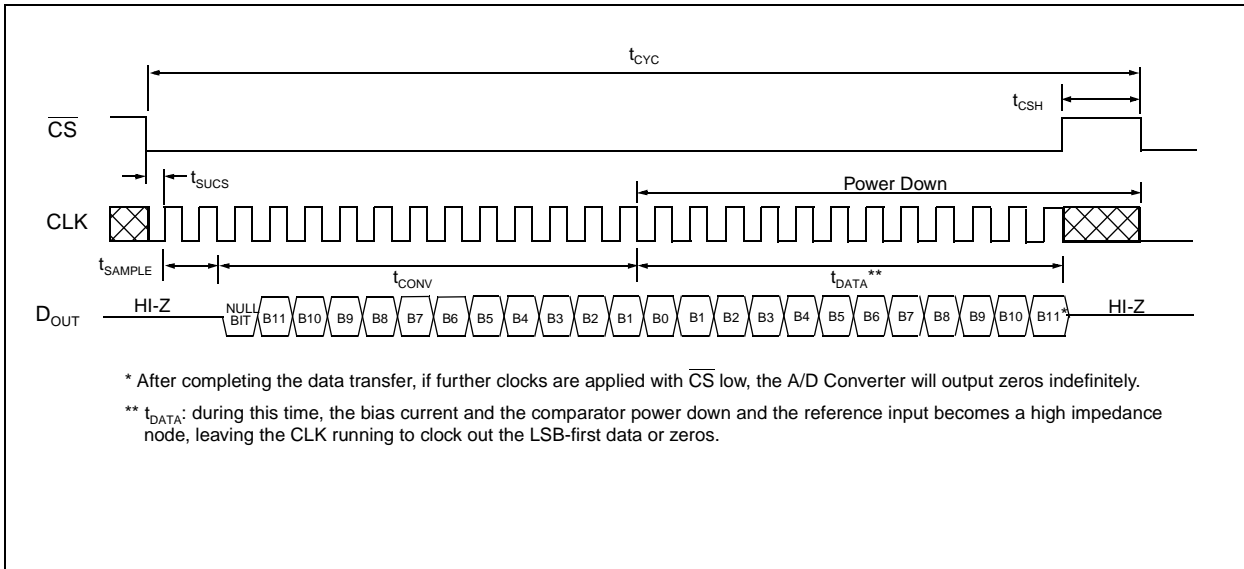 tCYC
tCSH
CS
tSUCS
Power Down
CLK
tSAMPLE
tCONV
tDATA**
HI-Z
DOUT
NULL BIT B11 B10 B9 B8 B7 B6 B5 B4 B3 B2 B1 B0 B1 B2 B3 B4 B5 B6 B7 B8 B9 B10 B11*
HI-Z
* After completing the data transfer, if further clocks are applied with CS low, the A/D Converter will output zeros indefinitely.
** tDATA: during this time, the bias current and the comparator power down and the reference input becomes a high impedance
node, leaving the CLK running to clock out the LSB-first data or zeros.